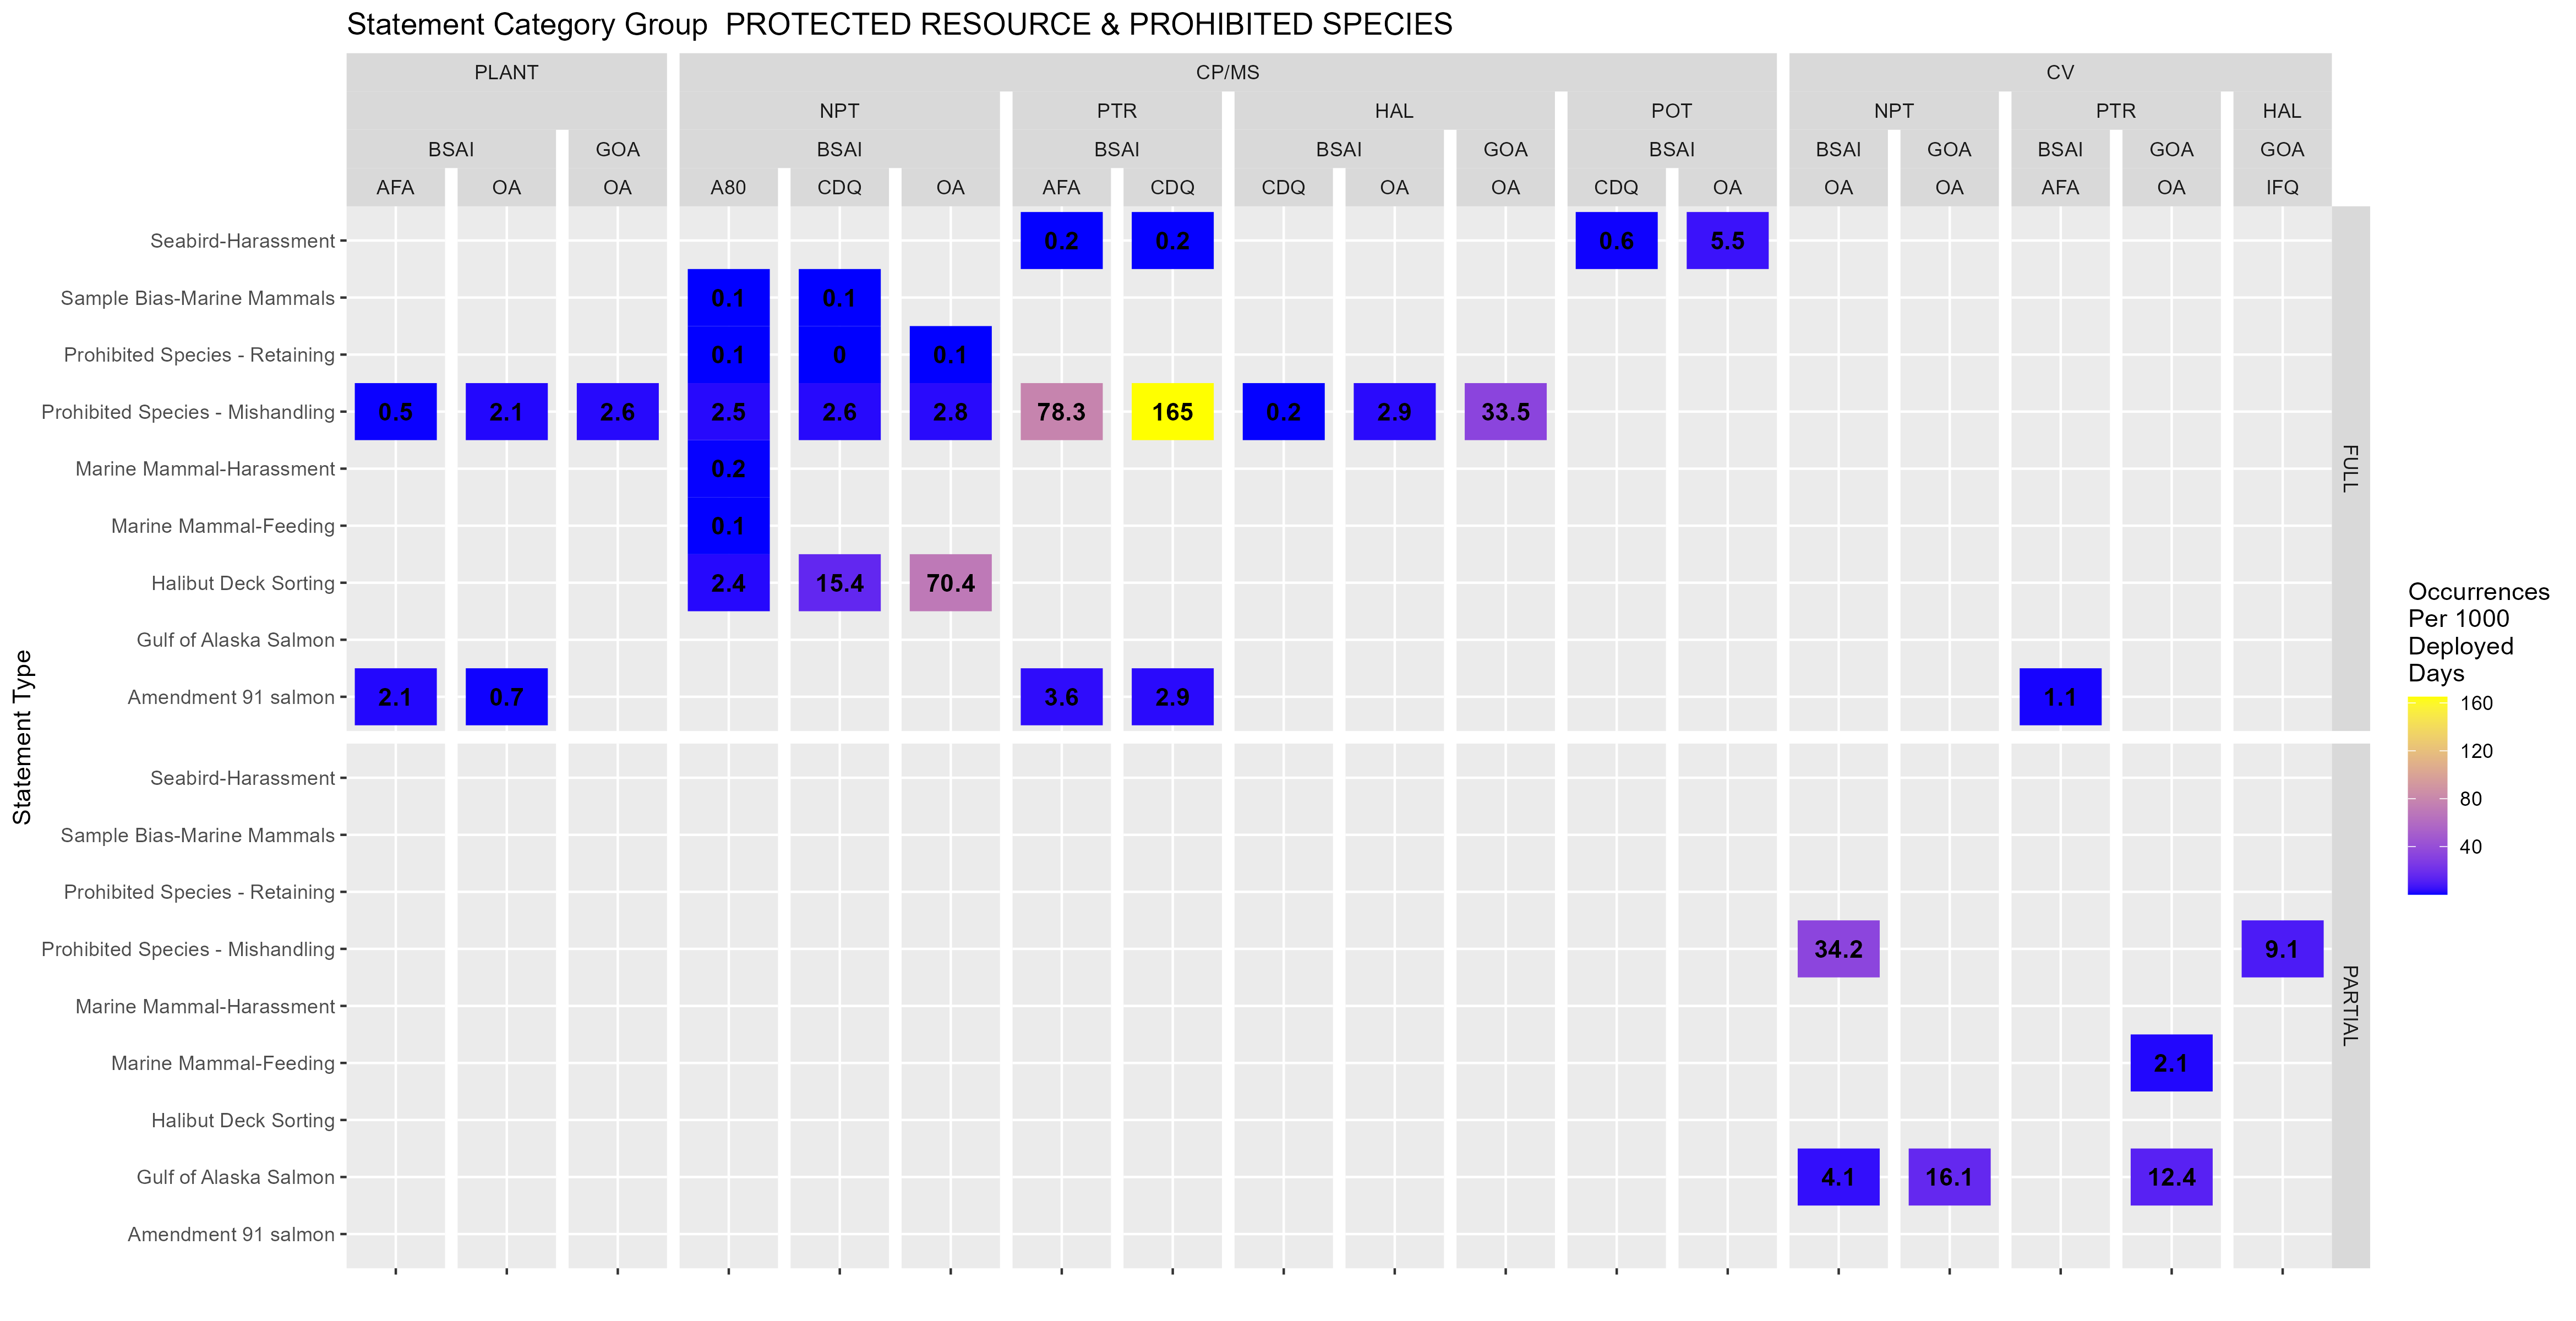 Statement Category Group  PROTECTED RESOURCE & PROHIBITED SPECIES
PLANT CP/MS CV
NPT PTR HAL POT NPT PTR HAL
BSAI GOA BSAI BSAI BSAI GOA BSAI BSAI GOA BSAI GOA GOA
AFA OA OA A80 CDQ OA AFA CDQ CDQ OA OA CDQ OA OA OA AFA OA IFQ
Statement Type
FULL
Seabird-Harassment 0.2 0.2 0.6 5.5
Sample Bias-Marine Mammals 0.1 0.1
Prohibited Species - Retaining 0.1 0 0.1
Prohibited Species - Mishandling 0.5 2.1 2.6 2.5 2.6 2.8 78.3 165 0.2 2.9 33.5
Marine Mammal-Harassment 0.2
Marine Mammal-Feeding 0.1
Halibut Deck Sorting 2.4 15.4 70.4
Gulf of Alaska Salmon
Amendment 91 salmon 2.1 0.7 3.6 2.9 1.1
PARTIAL
Seabird-Harassment
Sample Bias-Marine Mammals
Prohibited Species - Retaining
Prohibited Species - Mishandling 34.2 9.1
Marine Mammal-Harassment
Marine Mammal-Feeding 2.1
Halibut Deck Sorting
Gulf of Alaska Salmon 4.1 16.1 12.4
Amendment 91 salmon
Occurrences
Per 1000
Deployed
Days
160
120
80
40